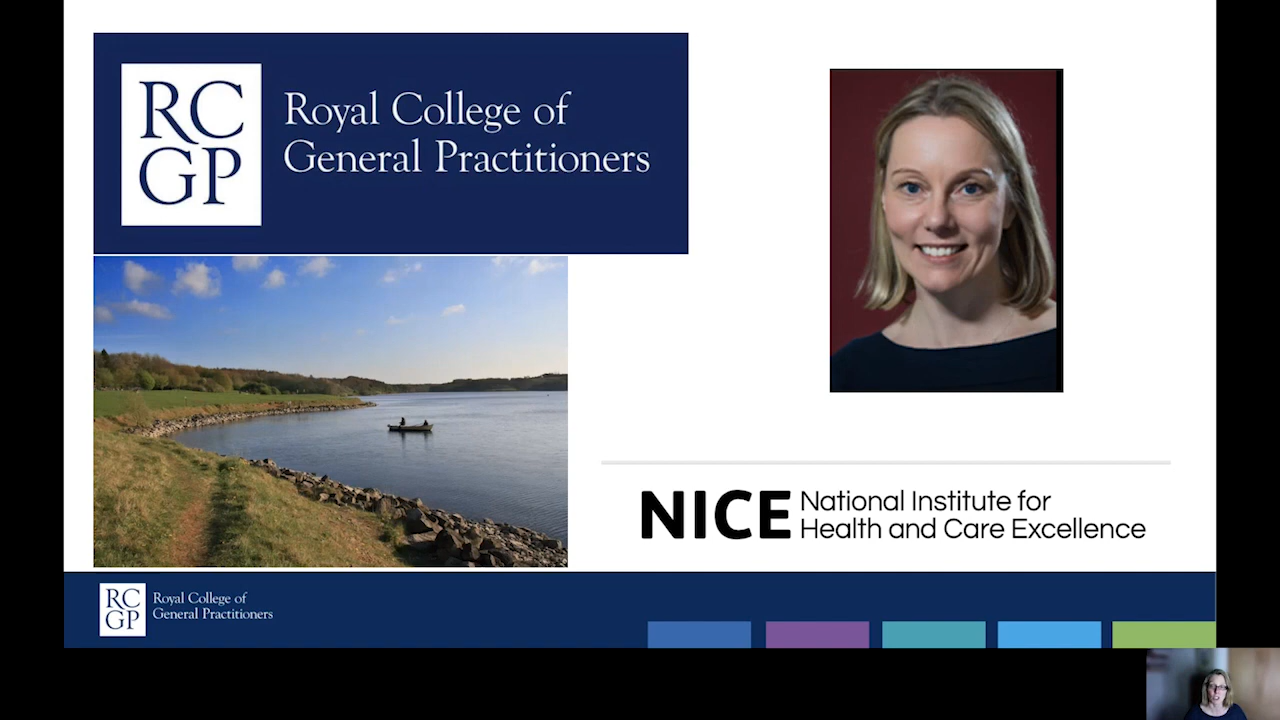 RC
GP
Royal College of
General Practitioners
NICE
National Institute for
Health and Care Excellence
RC
GP
Royal College of
General Practitioners